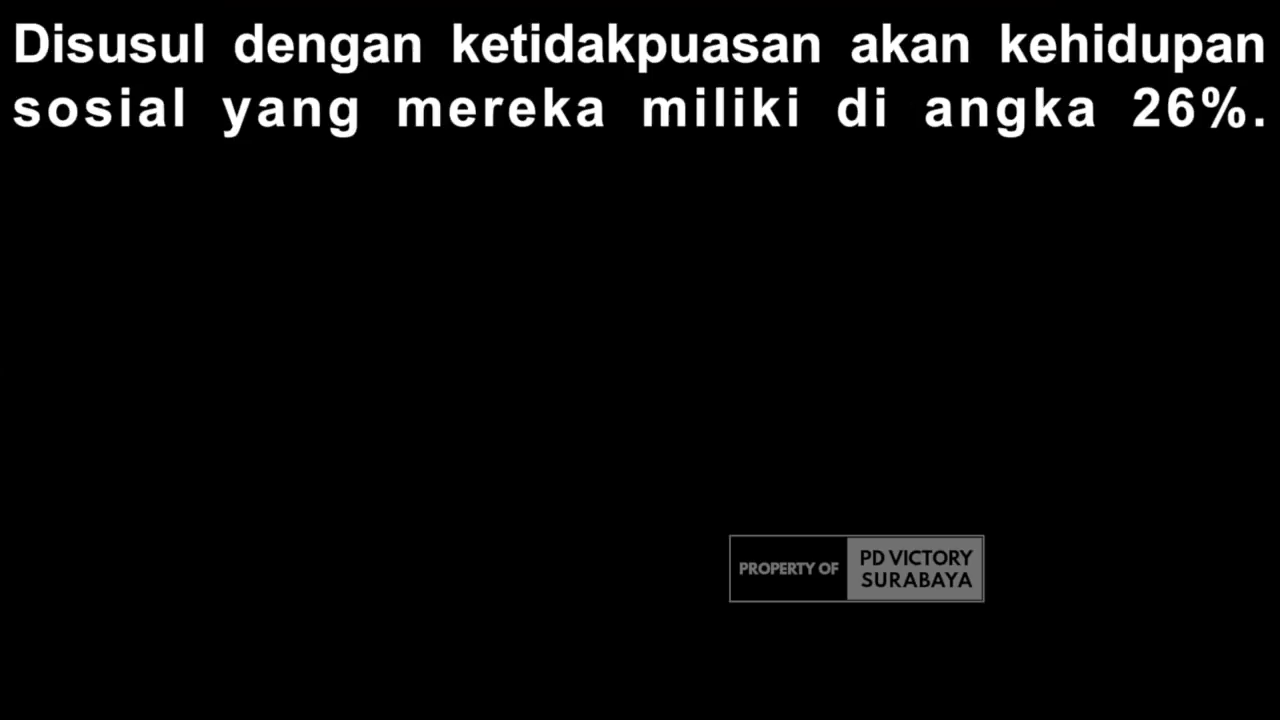 Disusul dengan ketidakpuasan akan kehidupan
sosial yang mereka miliki di angka 26%.
PROPERTY OF
PD VICTORY
SURABAYA